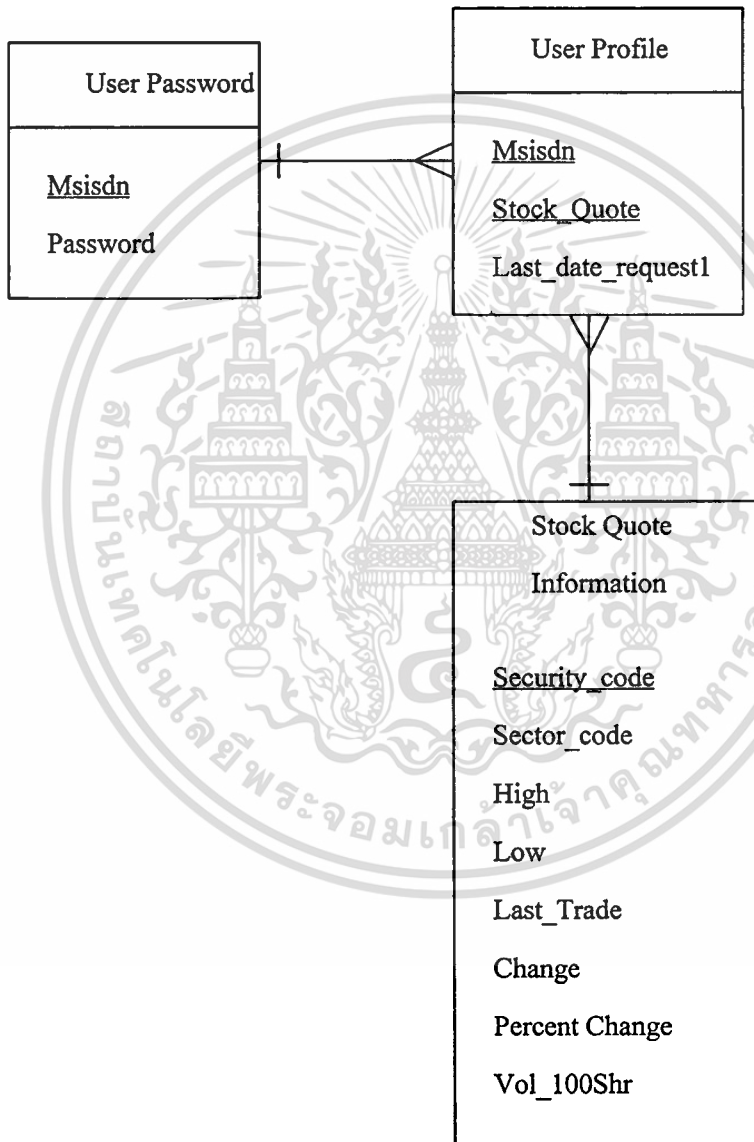 User Password
Msisdn
Password
User Profile
Msisdn
Stock_Quote
Last_date_request1
Stock Quote
Information
Security_code
Sector_code
High
Low
Last_Trade
Change
Percent Change
Vol_100Shr